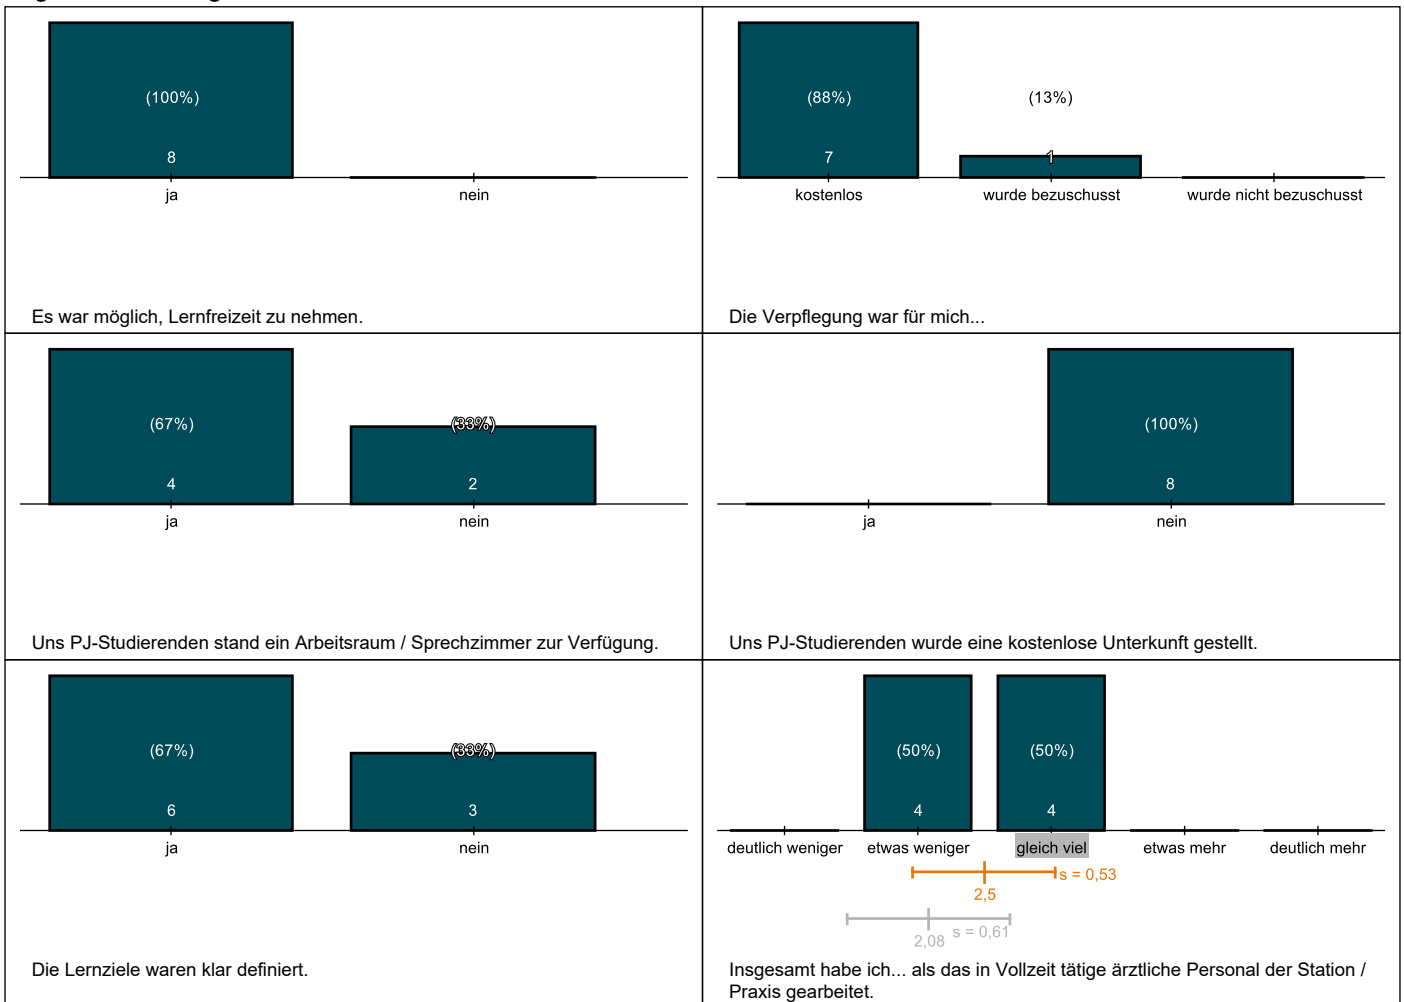 (100%)
8
ja
nein
Es war möglich, Lernfreizeit zu nehmen.
(88%)
(13%)
7
1
kostenlos
wurde bezuschusst
wurde nicht bezuschusst
Die Verpflegung war für mich...
(67%)
(33%)
4
2
ja
nein
Uns PJ-Studierenden stand ein Arbeitsraum / Sprechzimmer zur Verfügung.
(100%)
8
ja
nein
Uns PJ-Studierenden wurde eine kostenlose Unterkunft gestellt.
(67%)
(33%)
6
3
ja
nein
Die Lernziele waren klar definiert.
(50%)
(50%)
4
4
deutlich weniger
etwas weniger
gleich viel
etwas mehr
deutlich mehr
s = 0,53
2,5
s = 0,61
2,08
Insgesamt habe ich... als das in Vollzeit tätige ärztliche Personal der Station /
Praxis gearbeitet.